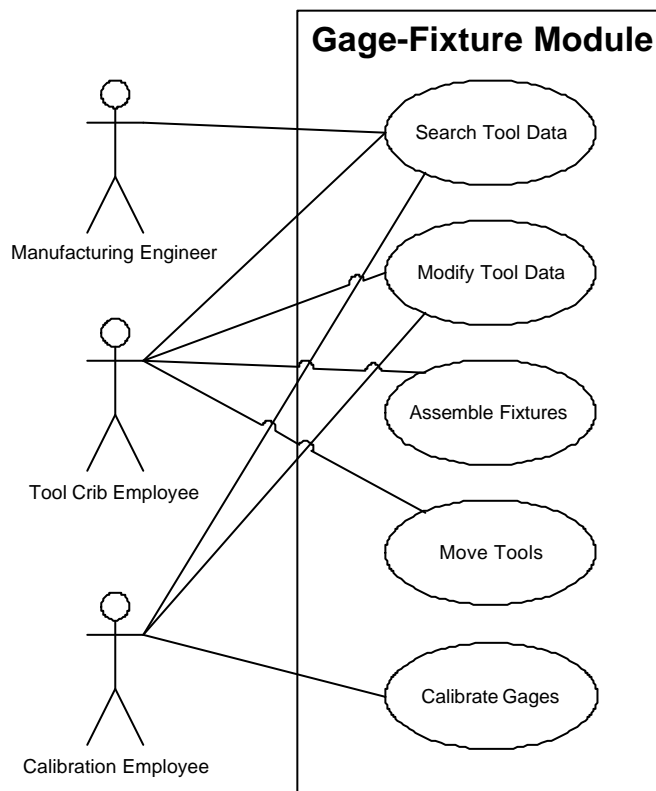 Gage-Fixture Module
Search Tool Data
Manufacturing Engineer
Modify Tool Data
Assemble Fixtures
Tool Crib Employee
Move Tools
Calibrate Gages
Calibration Employee